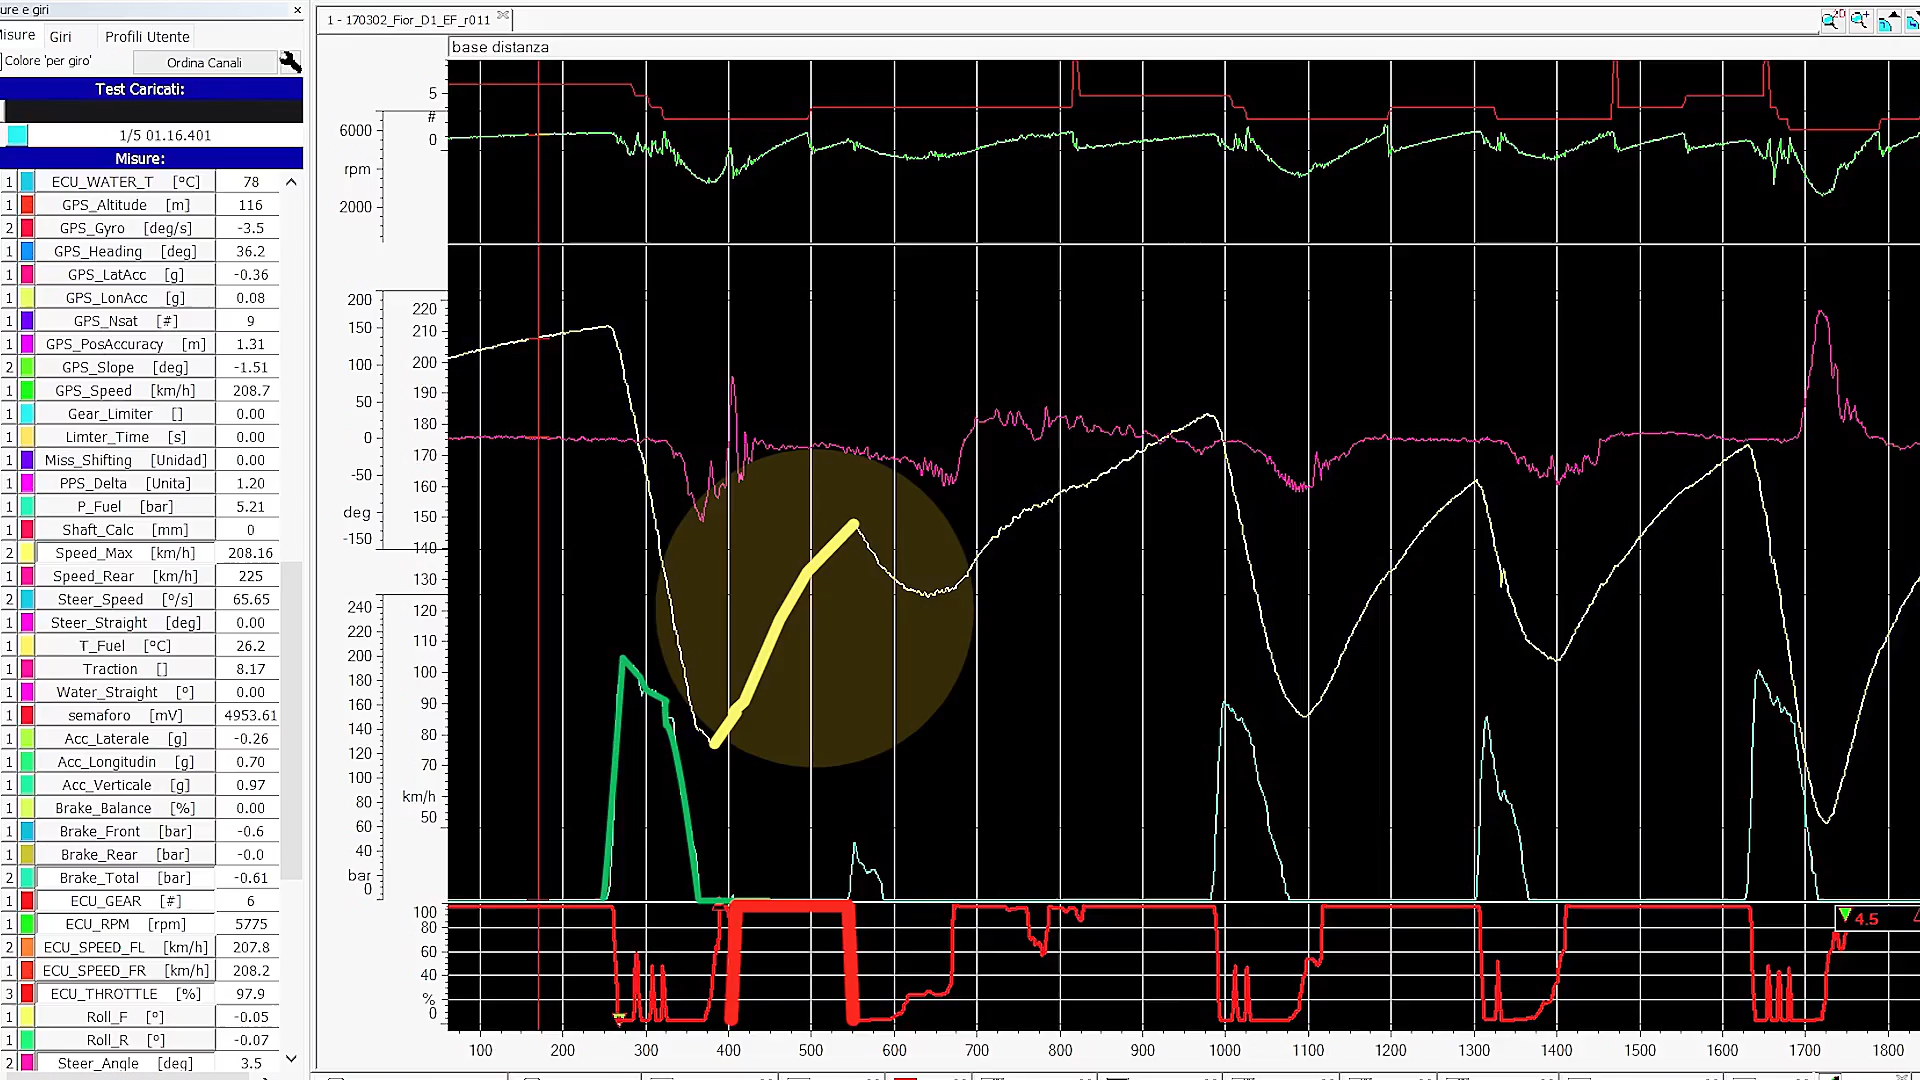 ure e giri
Misure
Giri
Profili Utente
Colore 'per giro'
Ordina Canali
Test Caricati:
1/5 01.16.401
Misure:
1 ECU_WATER_T [°C] 78
1 GPS_Altitude [m] 116
2 GPS_Gyro [deg/s] -3.5
1 GPS_Heading [deg] 36.2
1 GPS_LatAcc [g] -0.36
1 GPS_LonAcc [g] 0.08
1 GPS_Nsat [#] 9
1 GPS_PosAccuracy [m] 1.31
2 GPS_Slope [deg] -1.51
1 GPS_Speed [km/h] 208.7
1 Gear_Limiter [] 0.00
1 Limter_Time [s] 0.00
1 Miss_Shifting [Unidad] 0.00
1 PPS_Delta [Unita] 1.20
1 P_Fuel [bar] 5.21
1 Shaft_Calc [mm] 0
2 Speed_Max [km/h] 208.16
1 Speed_Rear [km/h] 225
2 Steer_Speed [°/s] 65.65
1 Steer_Straight [deg] 0.00
1 T_Fuel [°C] 26.2
1 Traction [] 8.17
1 Water_Straight [°] 0.00
1 semaforo [mV] 4953.61
1 Acc_Laterale [g] -0.26
1 Acc_Longitudin [g] 0.70
1 Acc_Verticale [g] 0.97
1 Brake_Balance [%] 0.00
1 Brake_Front [bar] -0.6
1 Brake_Rear [bar] -0.0
2 Brake_Total [bar] -0.61
1 ECU_GEAR [#] 6
1 ECU_RPM [rpm] 5775
2 ECU_SPEED_FL [km/h] 207.8
1 ECU_SPEED_FR [km/h] 208.2
3 ECU_THROTTLE [%] 97.9
1 Roll_F [°] -0.05
1 Roll_R [°] -0.07
2 Steer_Angle [deg] 3.5
1 - 170302_Fior_D1_EF_r011
2D
base distanza
5
#
0
6000
rpm
2000
200
150
100
50
0
-50
deg
-150
220
210
200
190
180
170
160
150
140
130
120
110
100
90
80
70
km/h
50
240
220
200
180
160
140
120
100
80
60
40
bar
0
100
80
60
40
%
0
4.5
100 200 300 400 500 600 700 800 900 1000 1100 1200 1300 1400 1500 1600 1700 1800